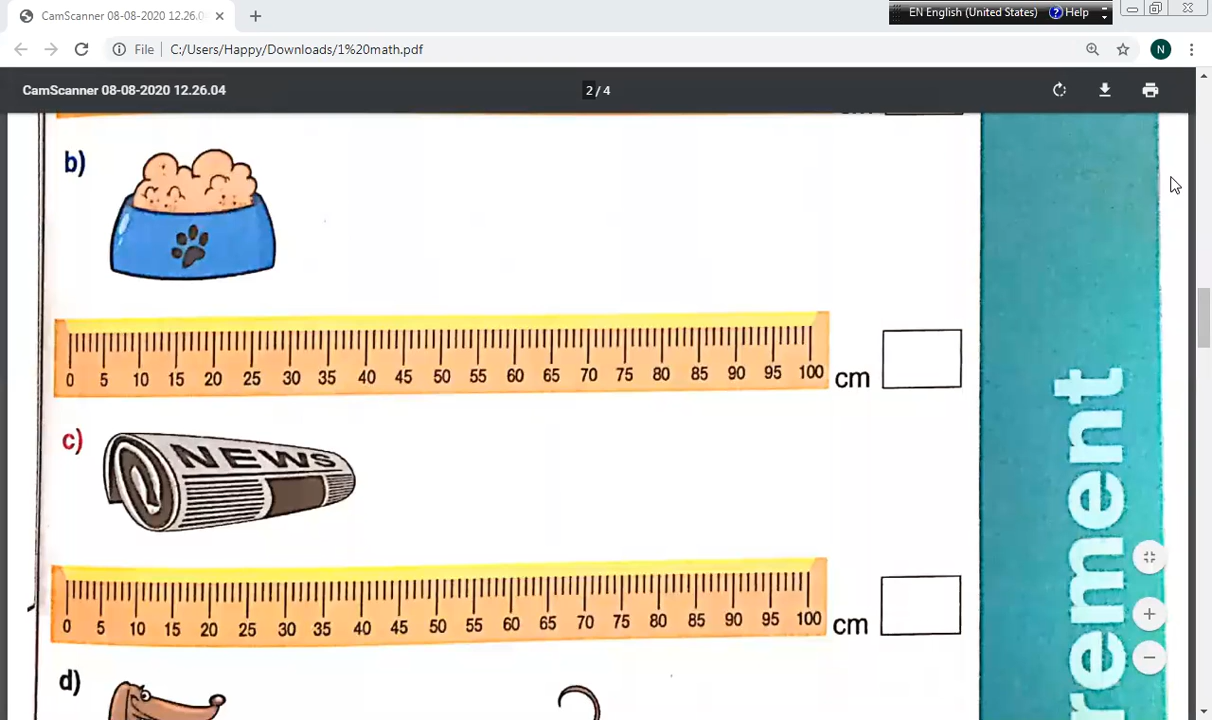 CamScanner 08-08-2020 12.26.0
EN English (United States) Help
File C:/Users/Happy/Downloads/1%20math.pdf
N
CamScanner 08-08-2020 12.26.04
2 / 4
b)
0 5 10 15 20 25 30 35 40 45 50 55 60 65 70 75 80 85 90 95 100 cm
c)
NEWS
0 5 10 15 20 25 30 35 40 45 50 55 60 65 70 75 80 85 90 95 100 cm
d)
rement